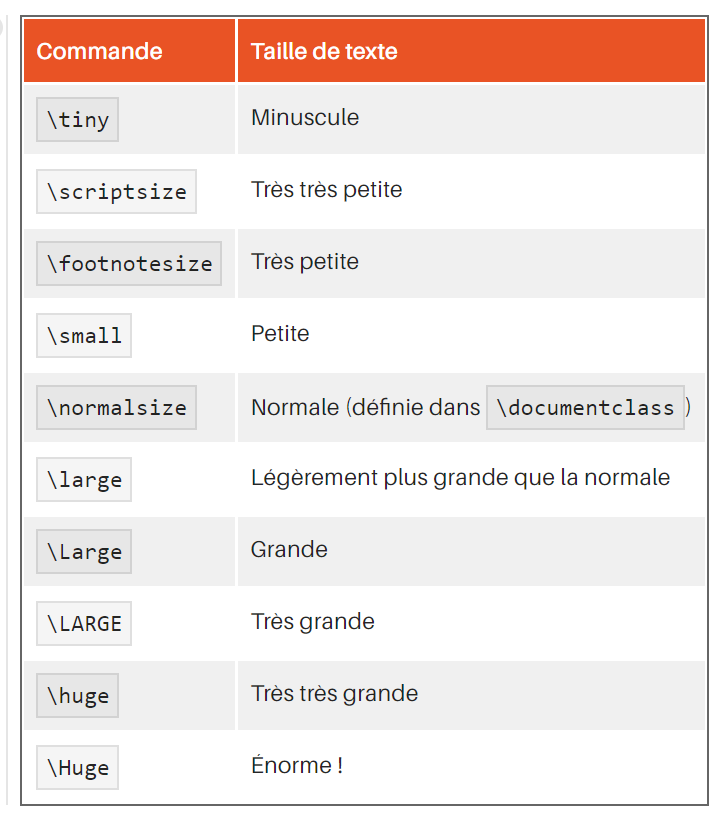 Commande Taille de texte
\tiny Minuscule
\scriptsize Très très petite
\footnotesize Très petite
\small Petite
\normalsize Normale (définie dans \documentclass )
\large Légèrement plus grande que la normale
\Large Grande
\LARGE Très grande
\huge Très très grande
\Huge Énorme !